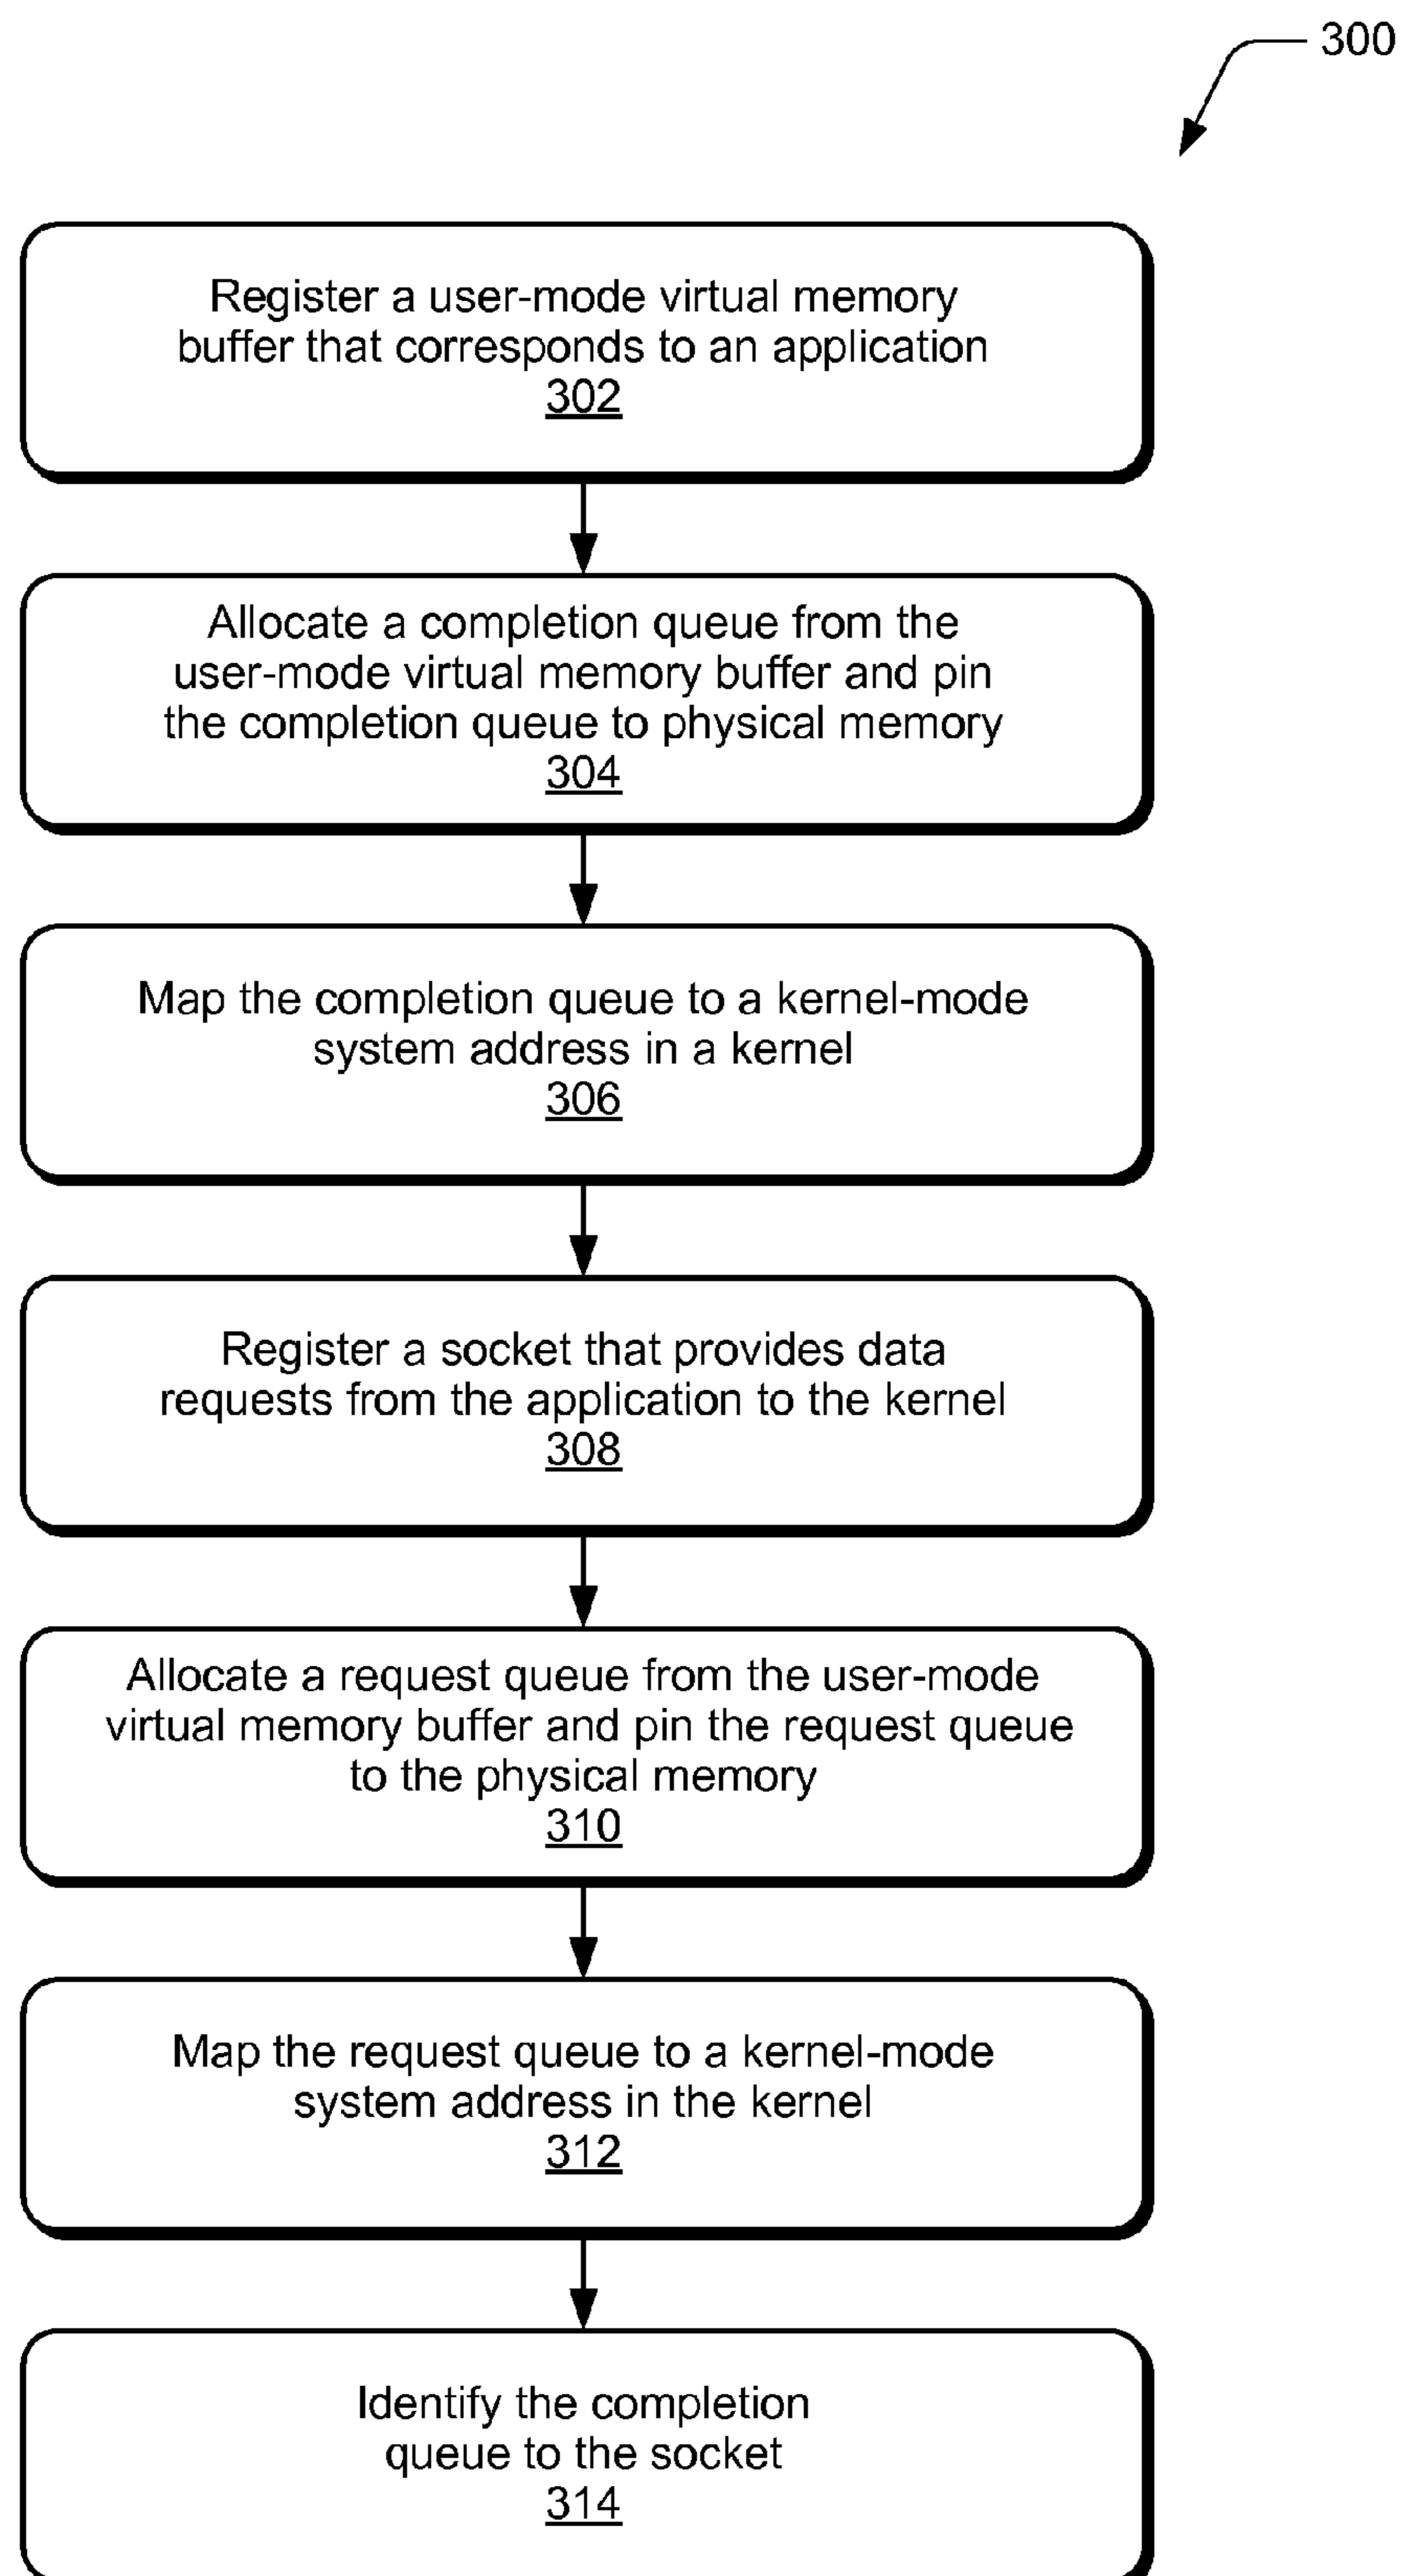 300
Register a user-mode virtual memory
buffer that corresponds to an application
302
Allocate a completion queue from the
user-mode virtual memory buffer and pin
the completion queue to physical memory
304
Map the completion queue to a kernel-mode
system address in a kernel
306
Register a socket that provides data
requests from the application to the kernel
308
Allocate a request queue from the user-mode
virtual memory buffer and pin the request queue
to the physical memory
310
Map the request queue to a kernel-mode
system address in the kernel
312
Identify the completion
queue to the socket
314